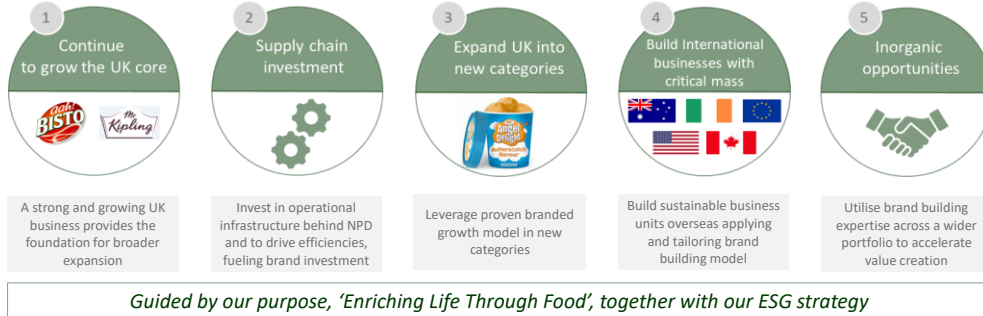 1
Continue
to grow the UK core
aah!
BISTO
Mr
Kipling
A strong and growing UK
business provides the
foundation for broader
expansion
2
Supply chain
investment
Invest in operational
infrastructure behind NPD
and to drive efficiencies,
fueling brand investment
3
Expand UK into
new categories
Angel
Delight
Butterscotch
flavour
Leverage proven branded
growth model in new
categories
4
Build International
businesses with
critical mass
Build sustainable business
units overseas applying
and tailoring brand
building model
5
Inorganic
opportunities
Utilise brand building
expertise across a wider
portfolio to accelerate
value creation
Guided by our purpose, ‘Enriching Life Through Food’, together with our ESG strategy